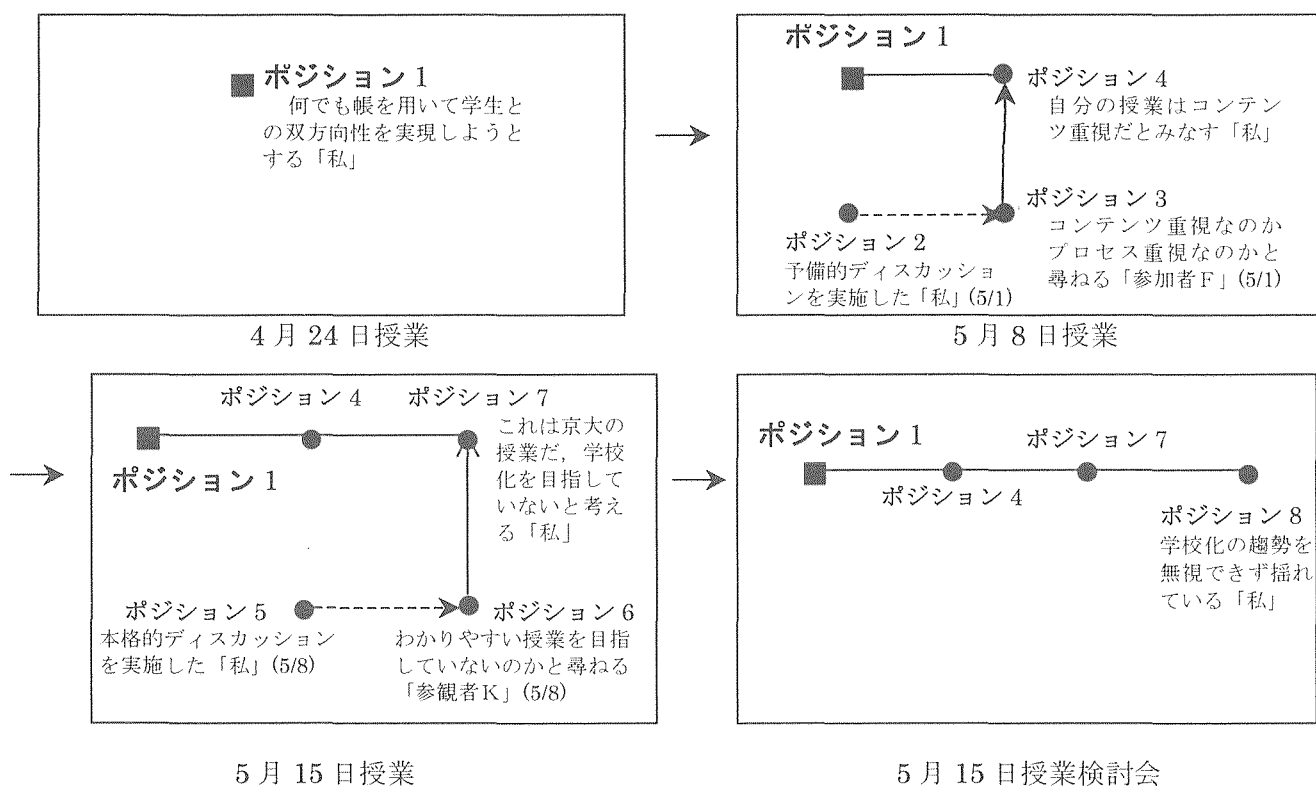 ポジション 1
何でも帳を用いて学生と
の双方向性を実現しようと
する「私」
4 月 24 日授業
ポジション 1
ポジション 4
自分の授業はコンテン
ツ重視だとみなす「私」
ポジション 2
予備的ディスカッショ
ンを実施した「私」(5/1)
ポジション 3
コンテンツ重視なのか
プロセス重視なのかと
尋ねる「参加者F」(5/1)
5 月 8 日授業
ポジション 4
ポジション 7
これは京大の
授業だ，学校
化を目指して
いないと考え
る「私」
ポジション 1
ポジション 5
本格的ディスカッション
を実施した「私」(5/8)
ポジション 6
わかりやすい授業を目指
していないのかと尋ねる
「参観者K」(5/8)
5 月 15 日授業
ポジション 1
ポジション 7
ポジション 4
ポジション 8
学校化の趨勢を
無視できず揺れ
ている「私」
5 月 15 日授業検討会